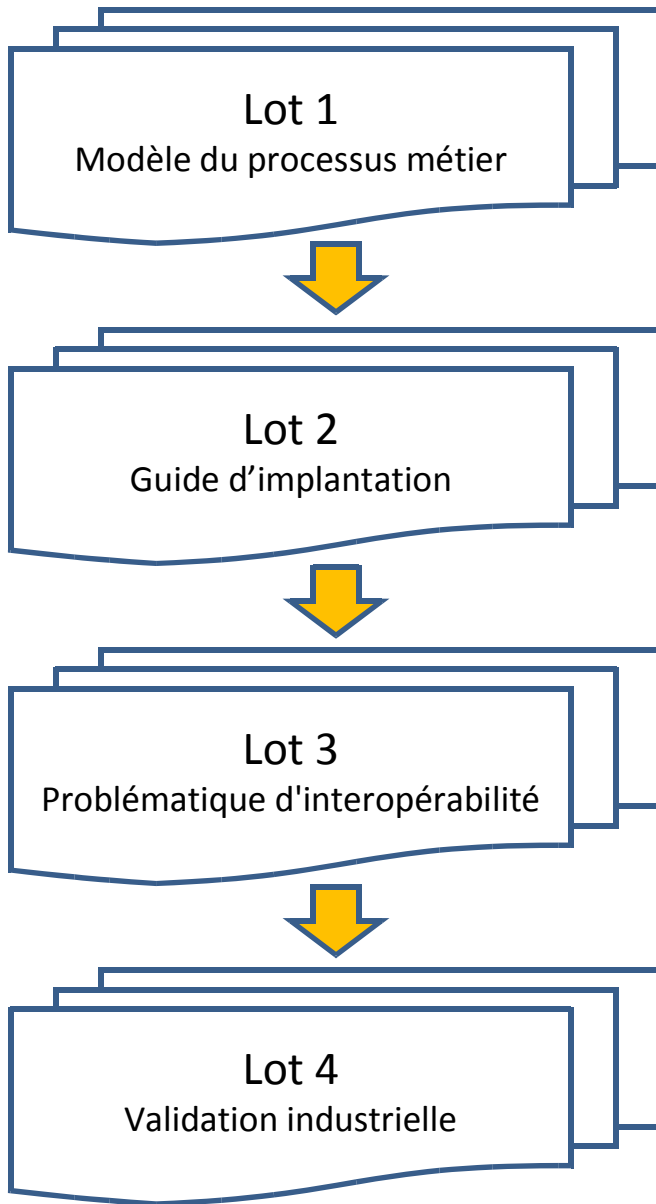 Lot 1
Modèle du processus métier
Lot 2
Guide d’implantation
Lot 3
Problématique d'interopérabilité
Lot 4
Validation industrielle